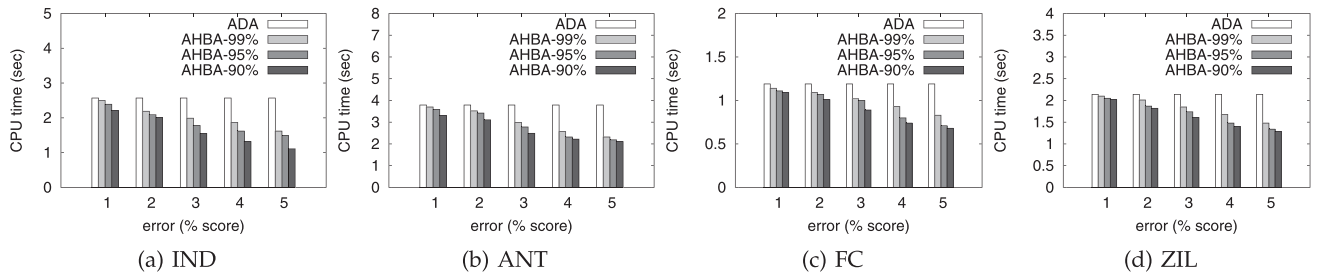 CPU time (sec)
5
4
3
2
1
0
ADA
AHBA-99%
AHBA-95%
AHBA-90%
1 2 3 4 5
error (% score)
(a) IND
CPU time (sec)
8
7
6
5
4
3
2
1
0
ADA
AHBA-99%
AHBA-95%
AHBA-90%
1 2 3 4 5
error (% score)
(b) ANT
CPU time (sec)
2
1.5
1
0.5
0
ADA
AHBA-99%
AHBA-95%
AHBA-90%
1 2 3 4 5
error (% score)
(c) FC
CPU time (sec)
4
3.5
3
2.5
2
1.5
1
0.5
0
ADA
AHBA-99%
AHBA-95%
AHBA-90%
1 2 3 4 5
error (% score)
(d) ZIL